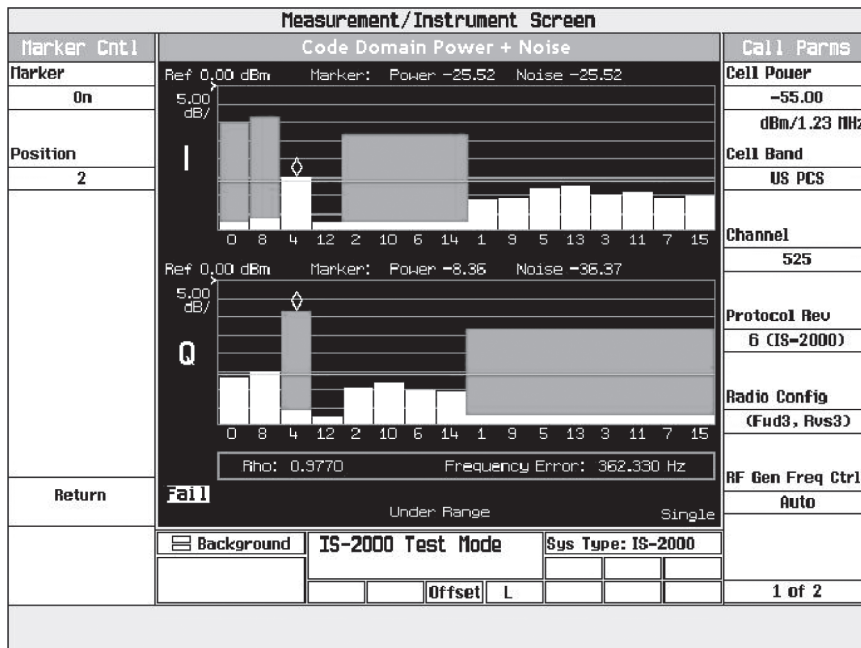 Measurement/Instrument Screen
Marker Cntl
Marker
On
Position
2
Return
Code Domain Power + Noise
Ref 0.00 dBm Marker: Power -25.52 Noise -25.52
5.00
dB/
I
0 8 4 12 2 10 6 14 1 9 5 13 3 11 7 15
Ref 0.00 dBm Marker: Power -8.36 Noise -36.37
5.00
dB/
Q
0 8 4 12 2 10 6 14 1 9 5 13 3 11 7 15
Rho: 0.9770 Frequency Error: 362.330 Hz
Fail
Under Range
Single
Background
IS-2000 Test Mode
Sys Type: IS-2000
Offset L
Call Parms
Cell Power
-55.00
dBm/1.23 MHz
Cell Band
US PCS
Channel
525
Protocol Rev
6 (IS-2000)
Radio Config
(Fwd3, Rvs3)
RF Gen Freq Ctrl
Auto
1 of 2